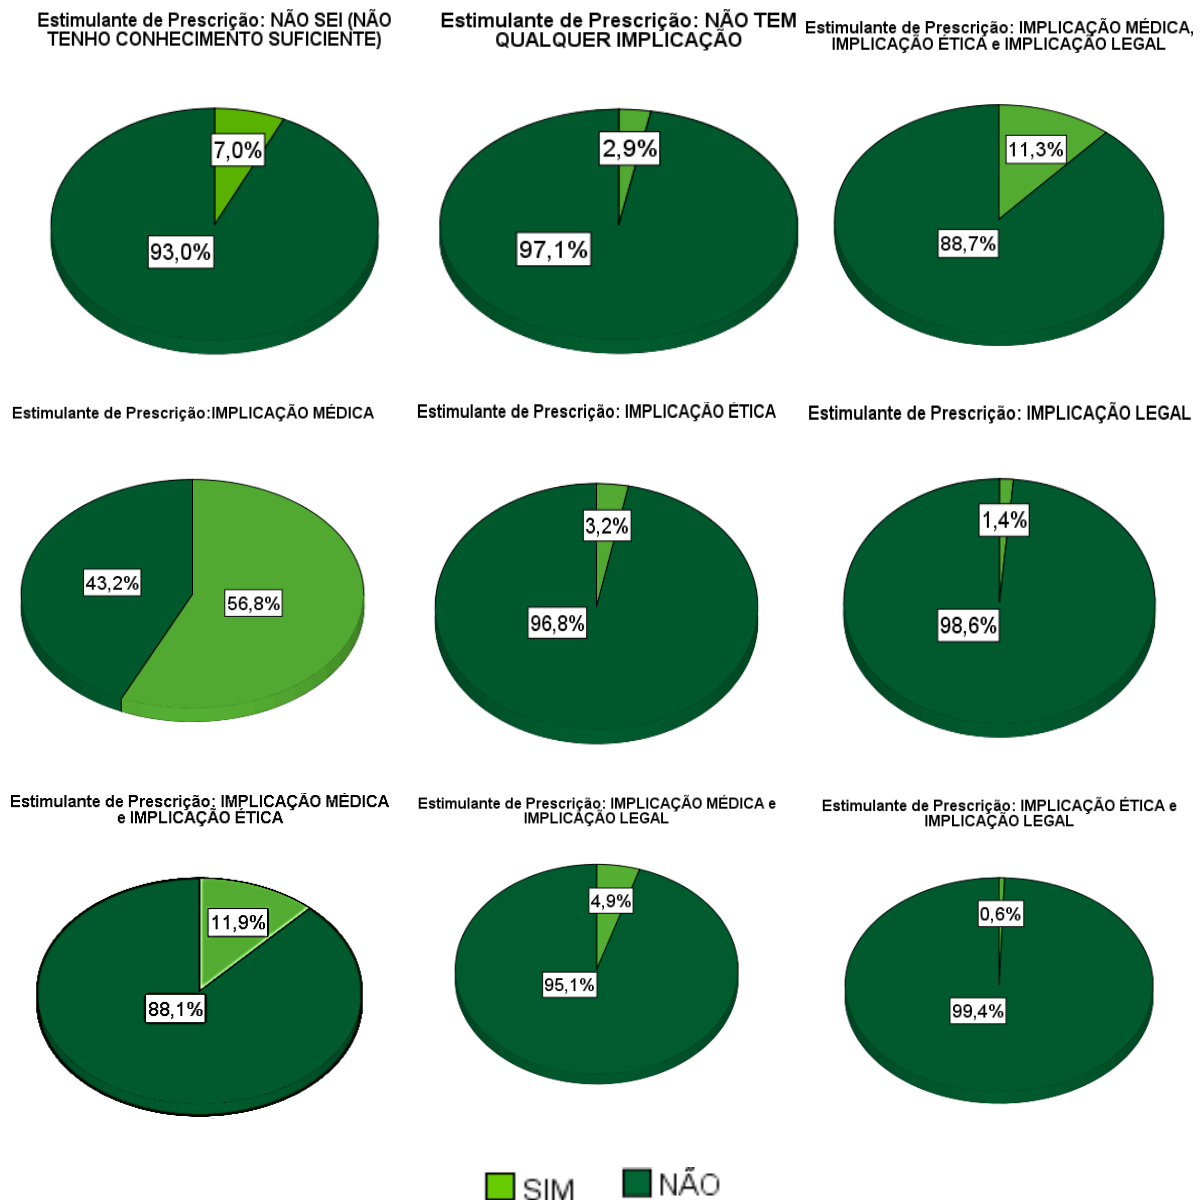 Estimulante de Prescrição: NÃO SEI (NÃO
TENHO CONHECIMENTO SUFICIENTE)
7,0%
93,0%
Estimulante de Prescrição: NÃO TEM
QUALQUER IMPLICAÇÃO
2,9%
97,1%
Estimulante de Prescrição: IMPLICAÇÃO MÉDICA,
IMPLICAÇÃO ÉTICA e IMPLICAÇÃO LEGAL
11,3%
88,7%
Estimulante de Prescrição:IMPLICAÇÃO MÉDICA
43,2%
56,8%
Estimulante de Prescrição: IMPLICAÇÃO ÉTICA
3,2%
96,8%
Estimulante de Prescrição: IMPLICAÇÃO LEGAL
1,4%
98,6%
Estimulante de Prescrição: IMPLICAÇÃO MÉDICA
e IMPLICAÇÃO ÉTICA
11,9%
88,1%
Estimulante de Prescrição: IMPLICAÇÃO MÉDICA e
IMPLICAÇÃO LEGAL
4,9%
95,1%
Estimulante de Prescrição: IMPLICAÇÃO ÉTICA e
IMPLICAÇÃO LEGAL
0,6%
99,4%
SIM
NÃO